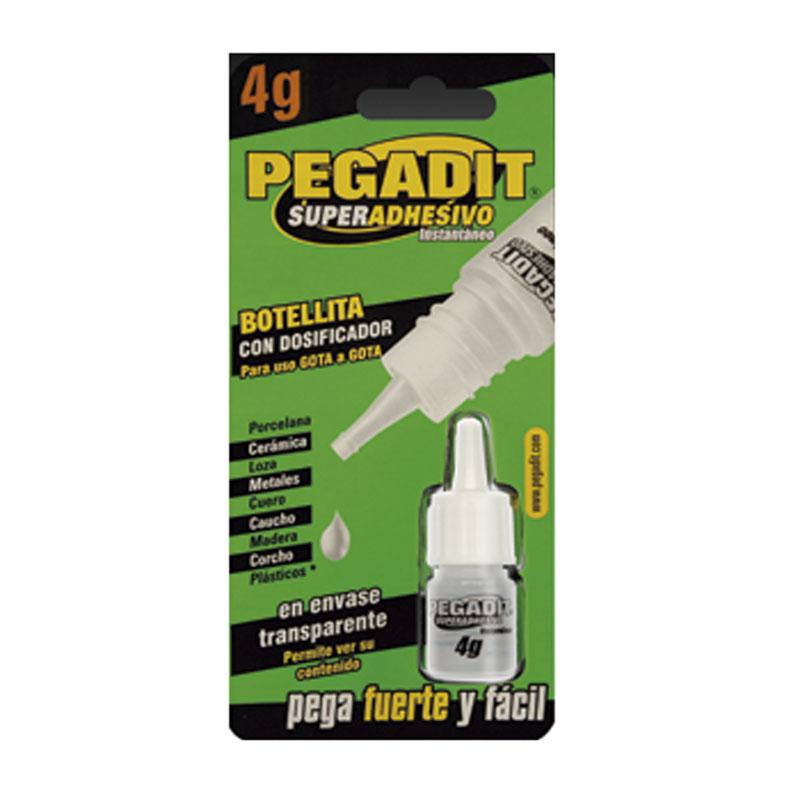 4g
PEGADIT®
SUPERADHESIVO
Instantáneo
PEGADIT
BOTELLITA
CON DOSIFICADOR
Para uso GOTA a GOTA
Porcelana
Cerámica
Loza
Metales
Cuero
Caucho
Madera
Corcho
Plásticos *
www.pegadit.com
en envase
transparente
Permite ver su
contenido
PEGADIT
SUPERADHESIVO
4g
pega fuerte y fácil